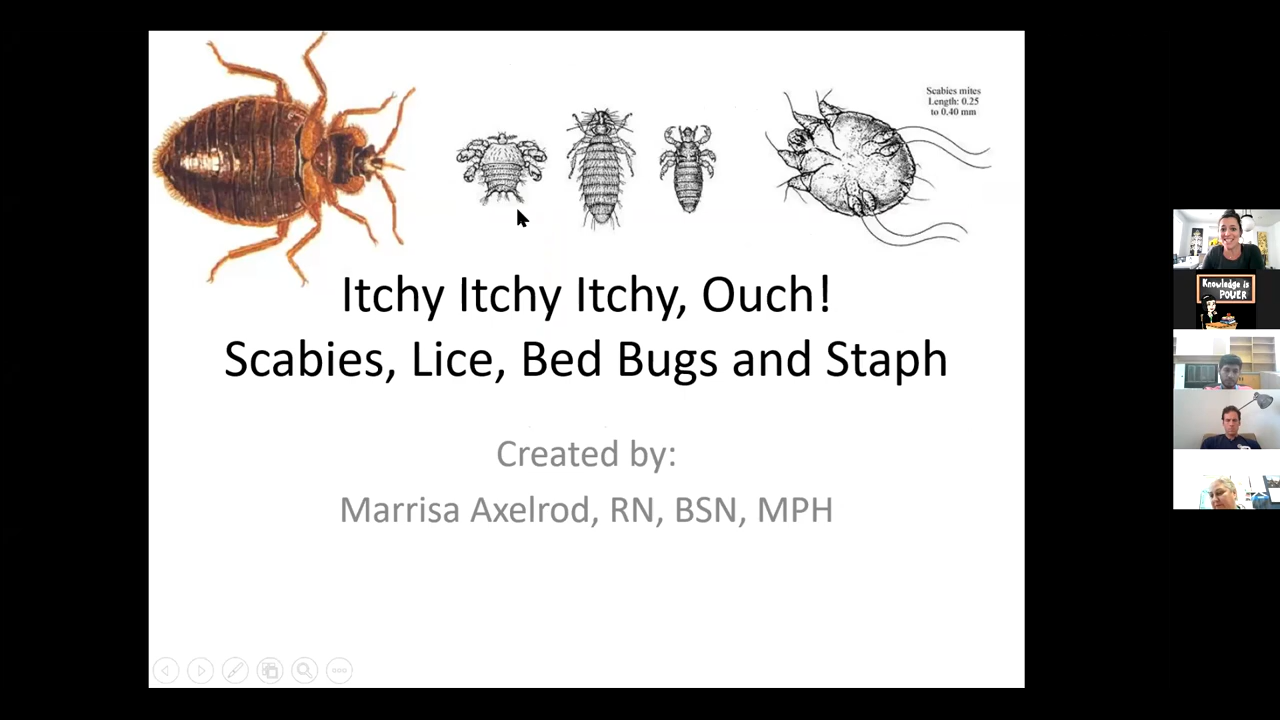 Scabies mites
Length: 0.25
to 0.40 mm
Itchy Itchy Itchy, Ouch!
Scabies, Lice, Bed Bugs and Staph
Created by:
Marrisa Axelrod, RN, BSN, MPH
Knowledge is
POWER